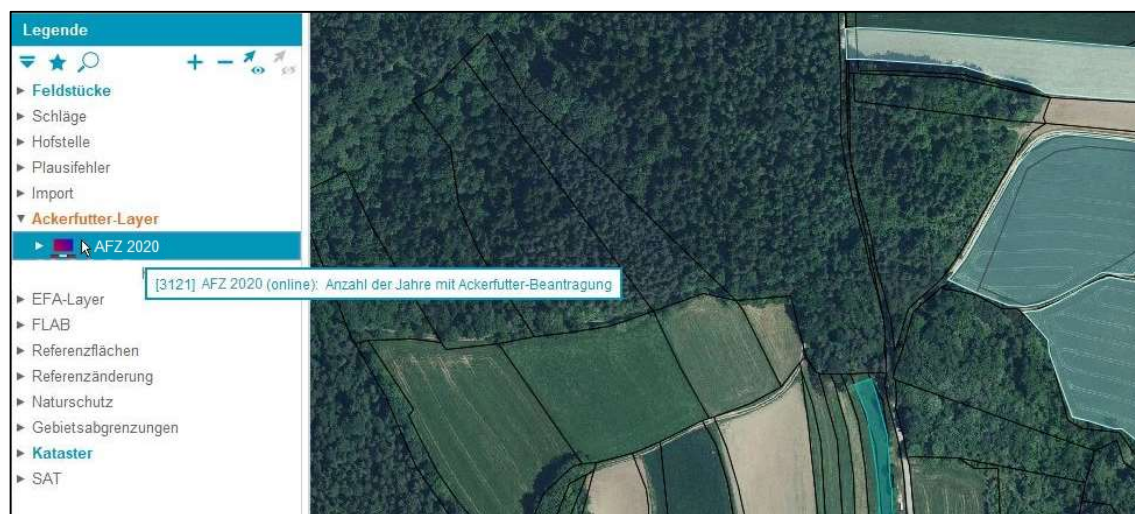 Legende
Feldstücke
Schläge
Hofstelle
Plausifehler
Import
Ackerfutter-Layer
AFZ 2020
[3121] AFZ 2020 (online): Anzahl der Jahre mit Ackerfutter-Beantragung
EFA-Layer
FLAB
Referenzflächen
Referenzänderung
Naturschutz
Gebietsabgrenzungen
Kataster
SAT